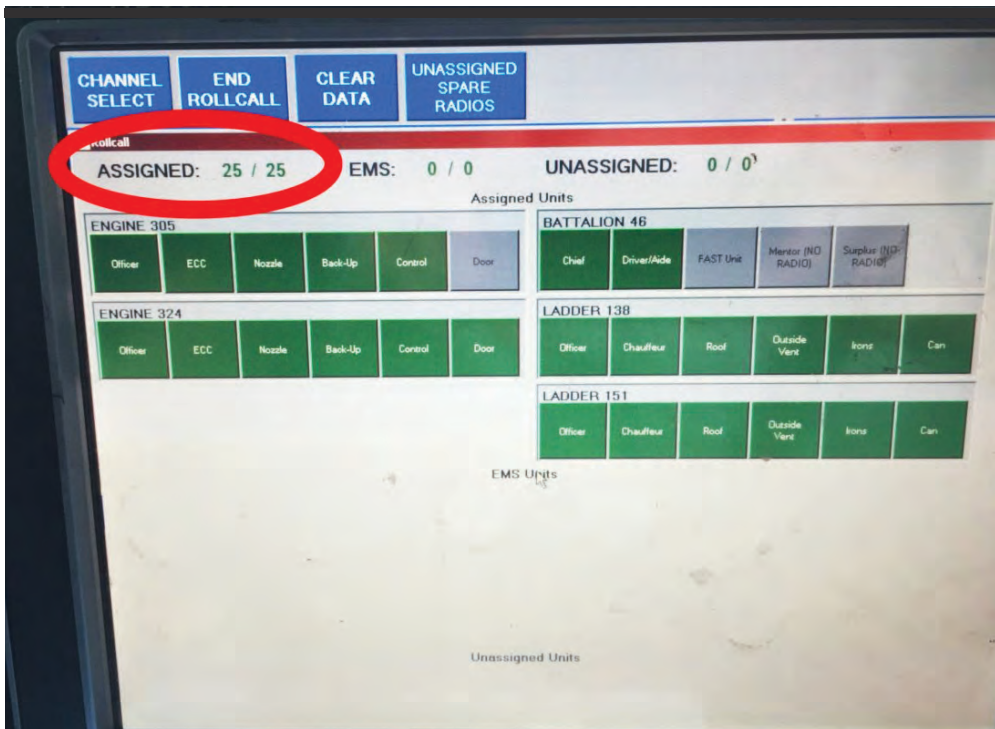 CHANNEL SELECT
END ROLLCALL
CLEAR DATA
UNASSIGNED SPARE RADIOS
Rollcall
ASSIGNED: 25 / 25 EMS: 0 / 0 UNASSIGNED: 0 / 0
Assigned Units
ENGINE 305
Officer ECC Nozzle Back-Up Control Door
BATTALION 46
Chief Driver/Aide FAST Unit Mentor (NO RADIO) Surplus (NO RADIO)
ENGINE 324
Officer ECC Nozzle Back-Up Control Door
LADDER 138
Officer Chauffeur Roof Outside Vent Irons Can
LADDER 151
Officer Chauffeur Roof Outside Vent Irons Can
EMS Units
Unassigned Units